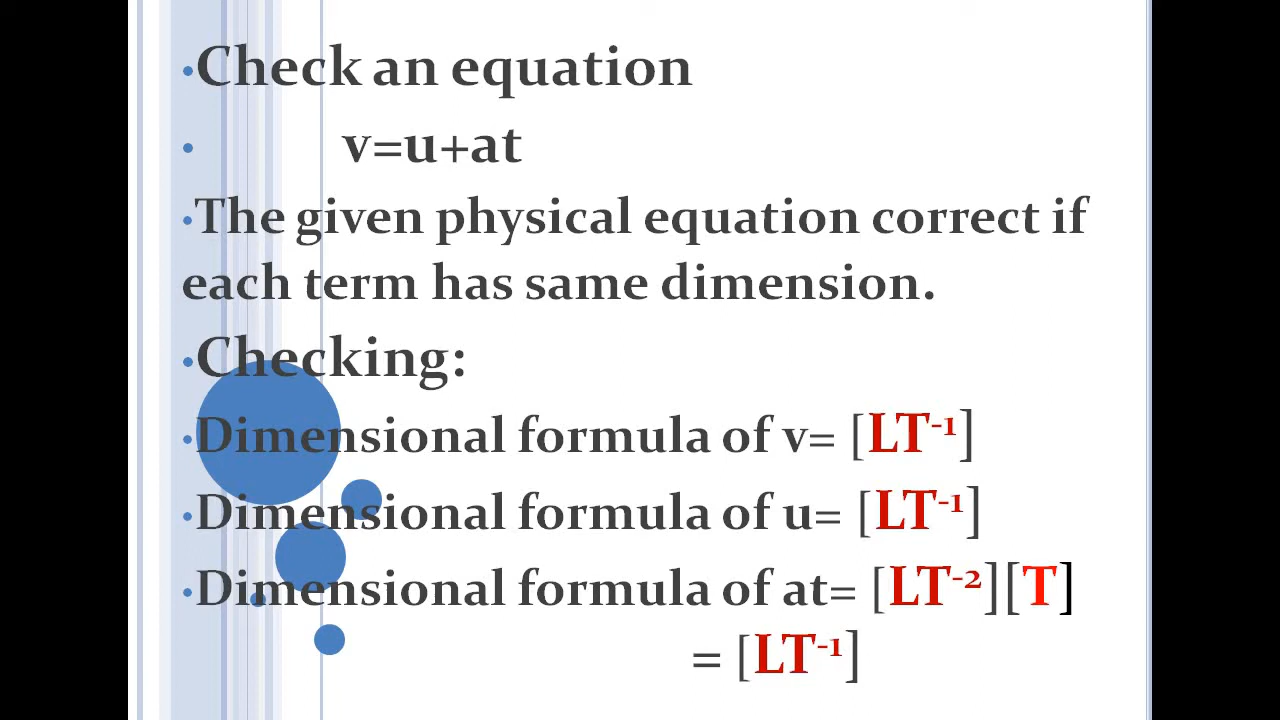 •Check an equation
• v=u+at
•The given physical equation correct if
each term has same dimension.
•Checking:
•Dimensional formula of v= [LT⁻¹]
•Dimensional formula of u= [LT⁻¹]
•Dimensional formula of at= [LT⁻²][T]
= [LT⁻¹]